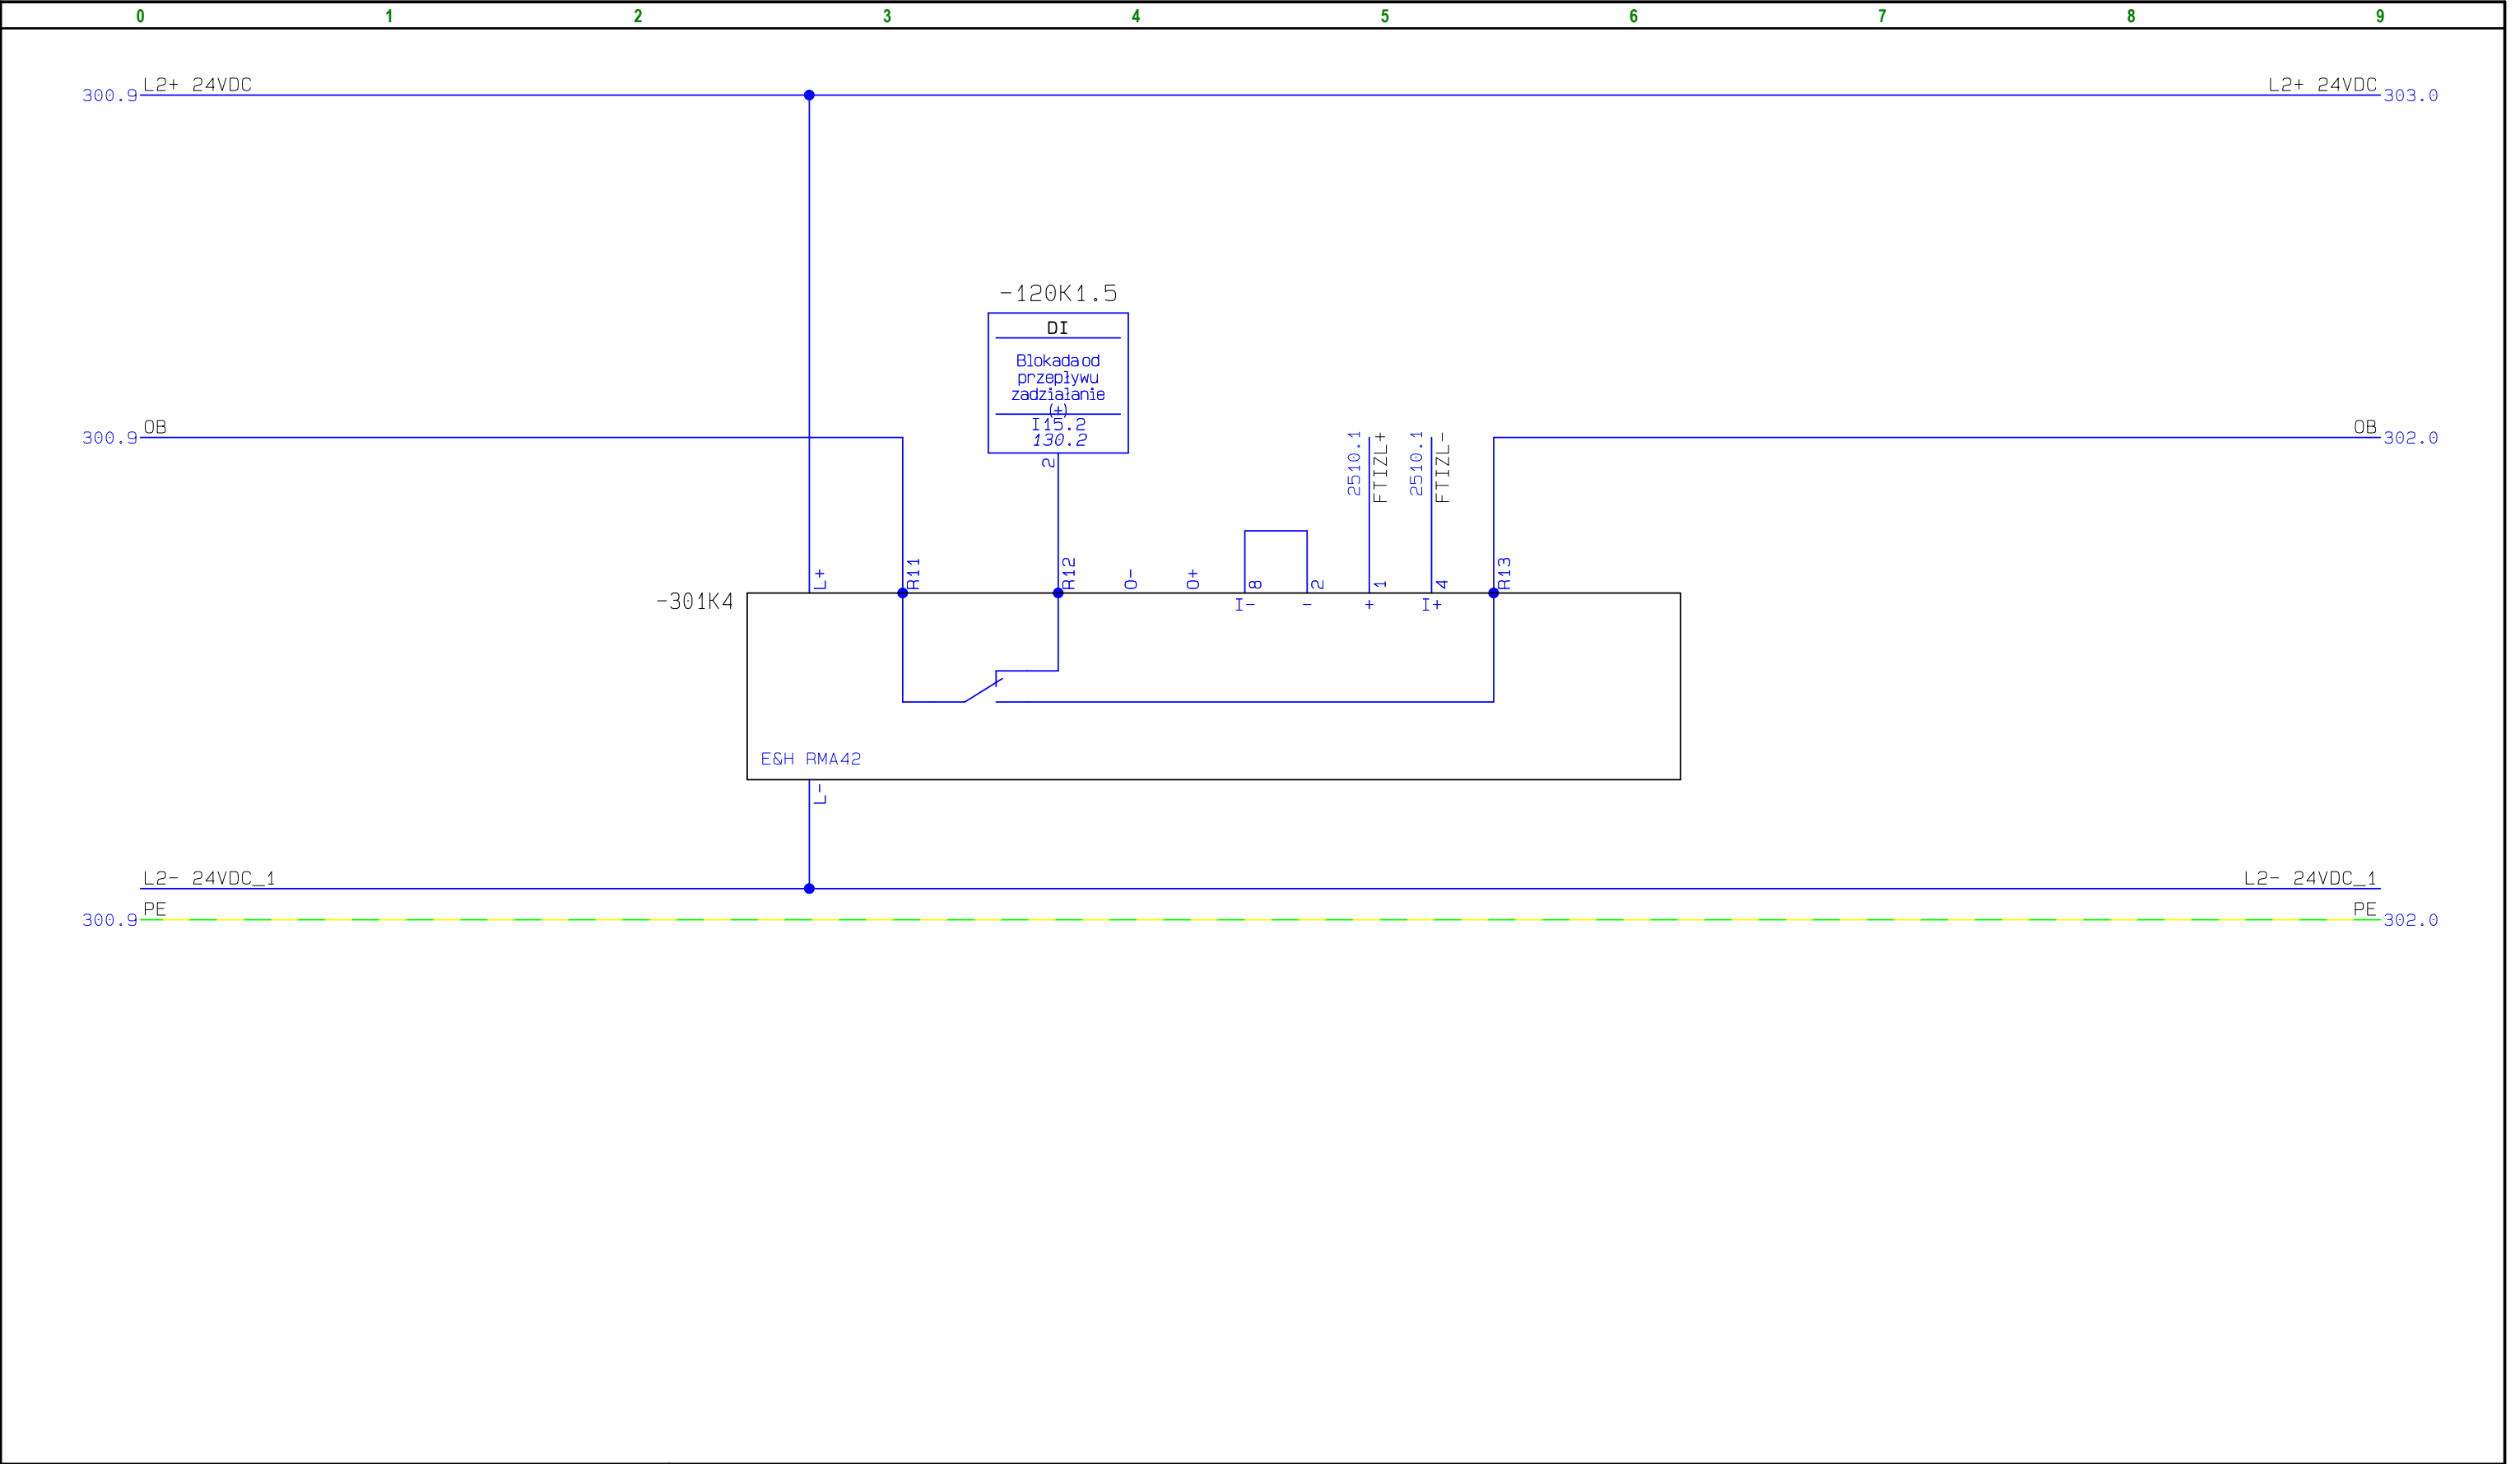 0 1 2 3 4 5 6 7 8 9
L2+ 24VDC L2+ 24VDC
300.9 303.0
-120K1.5
DI
Blokada od
przepływu
zadziałanie
(+)
I15.2
130.2
2
OB OB
300.9 302.0
2510.1 FTIZL+ 2510.1 FTIZL-
L+ R11 R12 O- O+ 8 2 1 4 R13
-301K4
I- - + I+
E&H RMA42
L-
L2- 24VDC_1 L2- 24VDC_1
PE PE
300.9 302.0